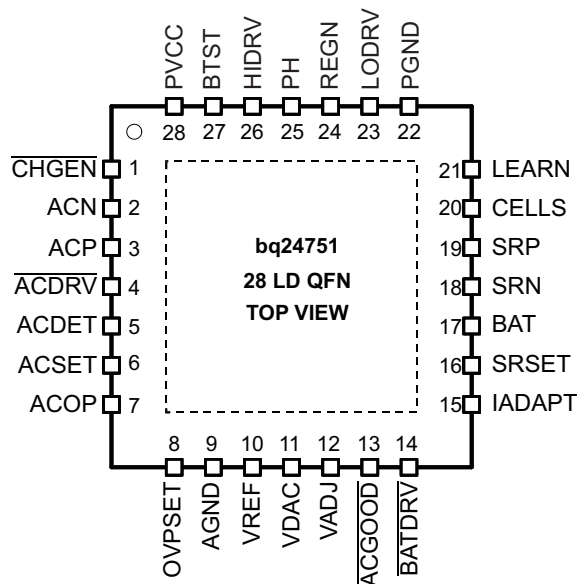 PVCC
BTST
HIDRV
PH
REGN
LODRV
PGND
28 27 26 25 24 23 22
CHGEN 1
ACN 2
ACP 3
ACDRV 4
ACDET 5
ACSET 6
ACOP 7
bq24751
28 LD QFN
TOP VIEW
21 LEARN
20 CELLS
19 SRP
18 SRN
17 BAT
16 SRSET
15 IADAPT
8 9 10 11 12 13 14
OVPSET
AGND
VREF
VDAC
VADJ
ACGOOD
BATDRV